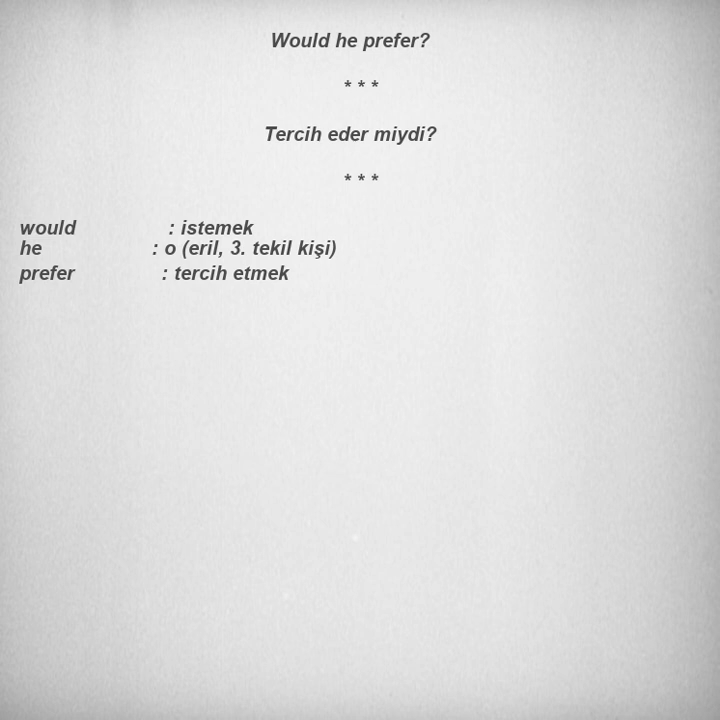 Would he prefer?
* * *
Tercih eder miydi?
* * *
would : istemek
he : o (eril, 3. tekil kişi)
prefer : tercih etmek